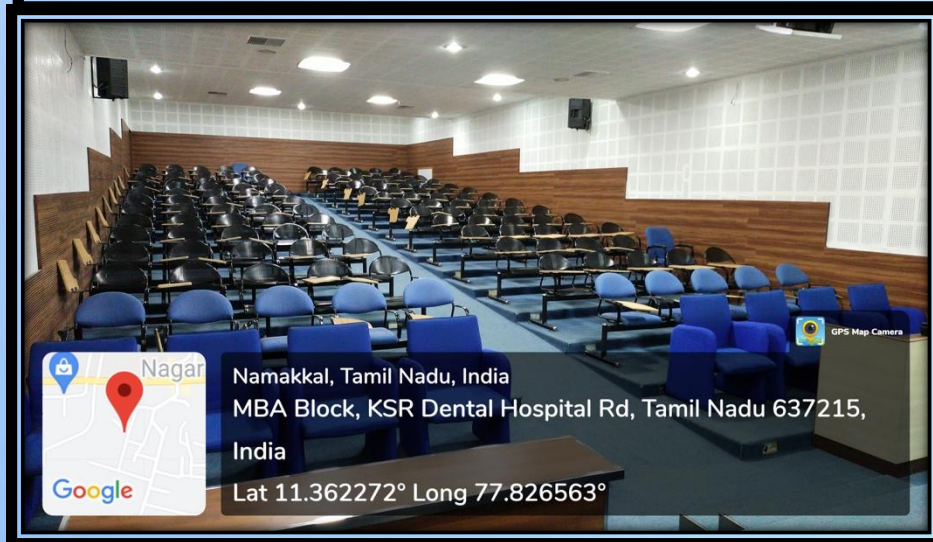 GPS Map Camera
Nagar
Google
Namakkal, Tamil Nadu, India
MBA Block, KSR Dental Hospital Rd, Tamil Nadu 637215,
India
Lat 11.362272° Long 77.826563°